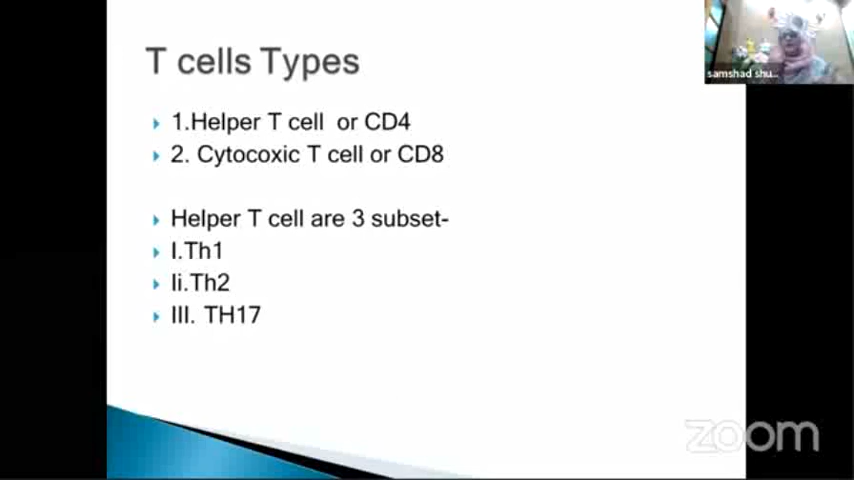 T cells Types
1.Helper T cell or CD4
2. Cytocoxic T cell or CD8
Helper T cell are 3 subset-
I.Th1
Ii.Th2
III. TH17
samshad shu...
zoom